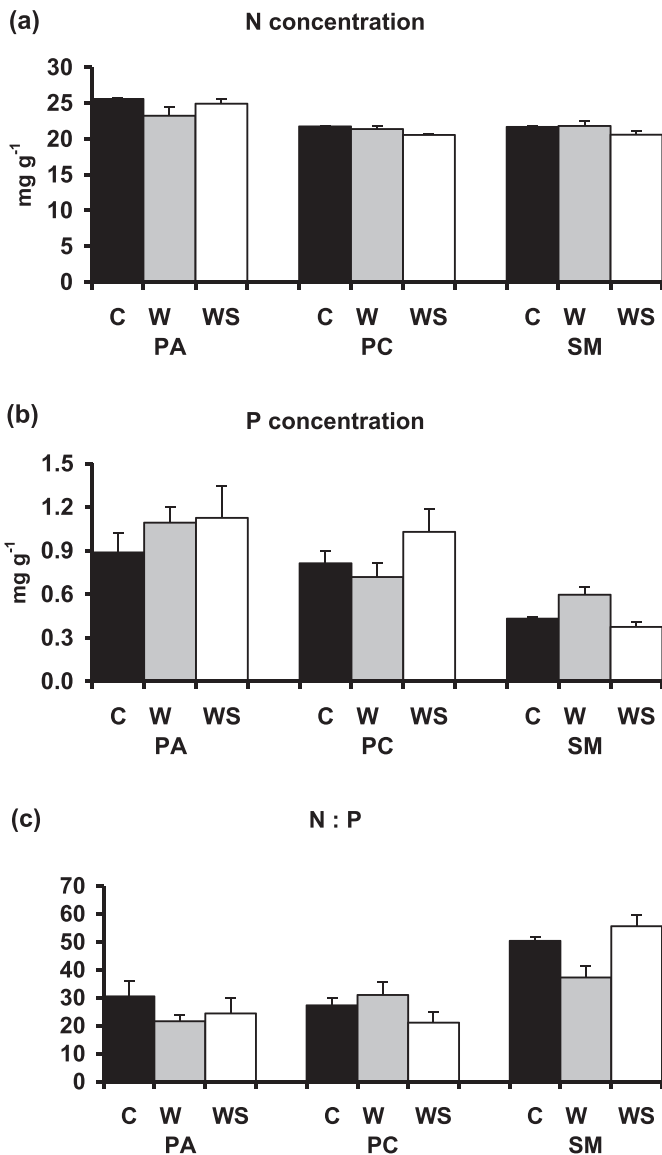 (a)
N concentration
30
25
20
15
10
5
0
mg g⁻¹
C W WS C W WS C W WS
PA PC SM
(b)
P concentration
1.5
1.2
0.9
0.6
0.3
0.0
mg g⁻¹
C W WS C W WS C W WS
PA PC SM
(c)
N : P
70
60
50
40
30
20
10
0
C W WS C W WS C W WS
PA PC SM